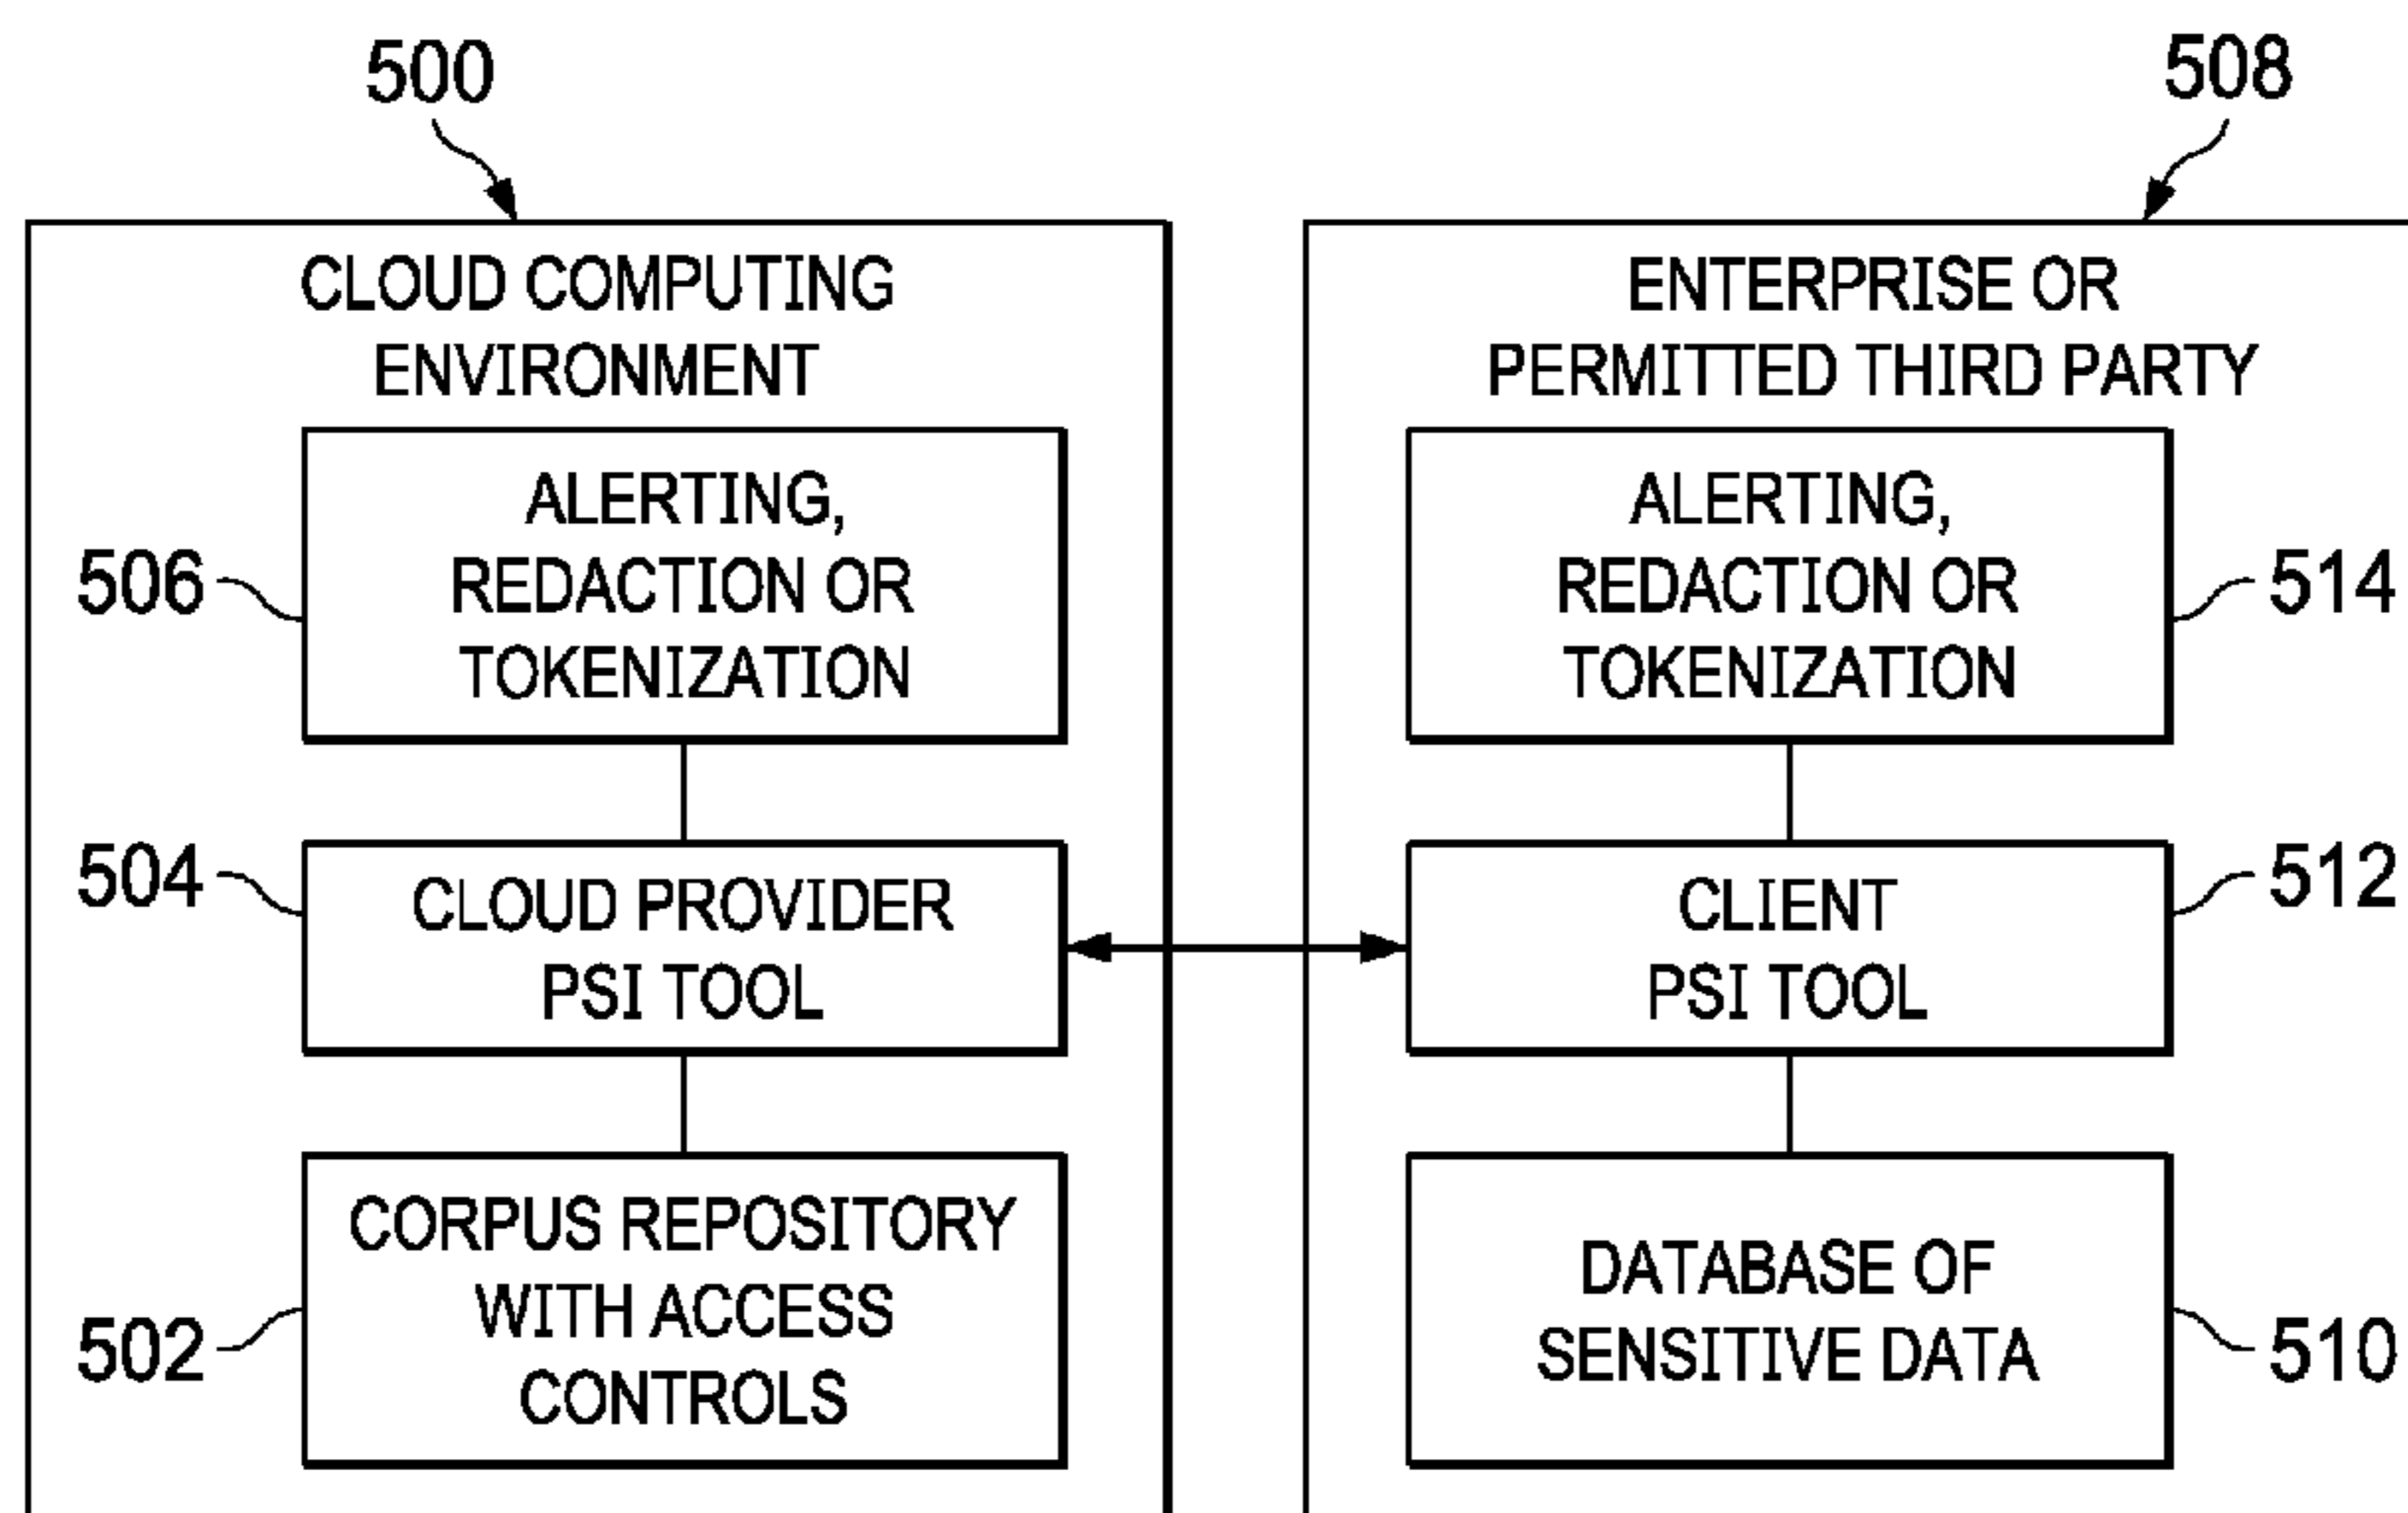 500
508
CLOUD COMPUTING
ENVIRONMENT
ALERTING,
REDACTION OR
TOKENIZATION
506
504
CLOUD PROVIDER
PSI TOOL
CORPUS REPOSITORY
WITH ACCESS
CONTROLS
502
ENTERPRISE OR
PERMITTED THIRD PARTY
ALERTING,
REDACTION OR
TOKENIZATION
514
512
CLIENT
PSI TOOL
DATABASE OF
SENSITIVE DATA
510